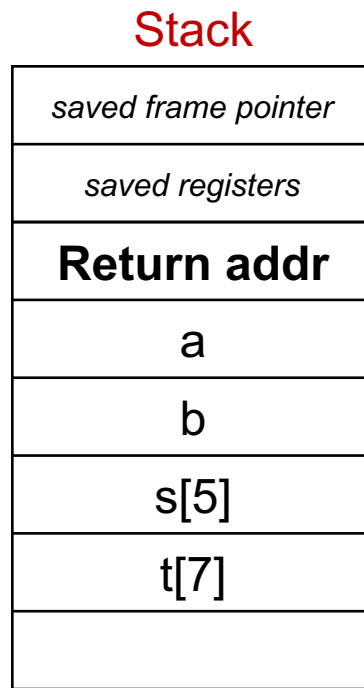 Stack
saved frame pointer
saved registers
Return addr
a
b
s[5]
t[7]